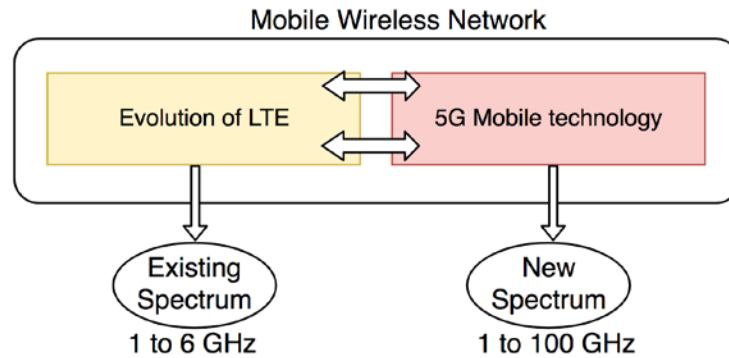 Mobile Wireless Network
Evolution of LTE
5G Mobile technology
Existing
Spectrum
New
Spectrum
1 to 6 GHz
1 to 100 GHz